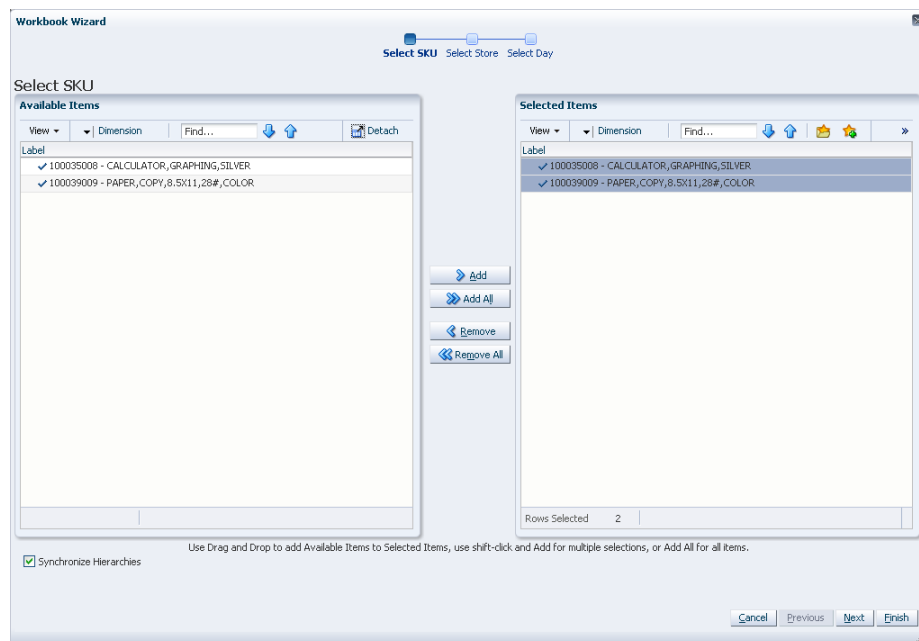 Workbook Wizard
Select SKU Select Store Select Day
Select SKU
Available Items
View Dimension Find... Detach
Label
100035008 - CALCULATOR,GRAPHING,SILVER
100039009 - PAPER,COPY,8.5X11,28#,COLOR
Selected Items
View Dimension Find... »
Label
100035008 - CALCULATOR,GRAPHING,SILVER
100039009 - PAPER,COPY,8.5X11,28#,COLOR
Rows Selected 2
Add
Add All
Remove
Remove All
Use Drag and Drop to add Available Items to Selected Items, use shift-click and Add for multiple selections, or Add All for all items.
Synchronize Hierarchies
Cancel Previous Next Finish